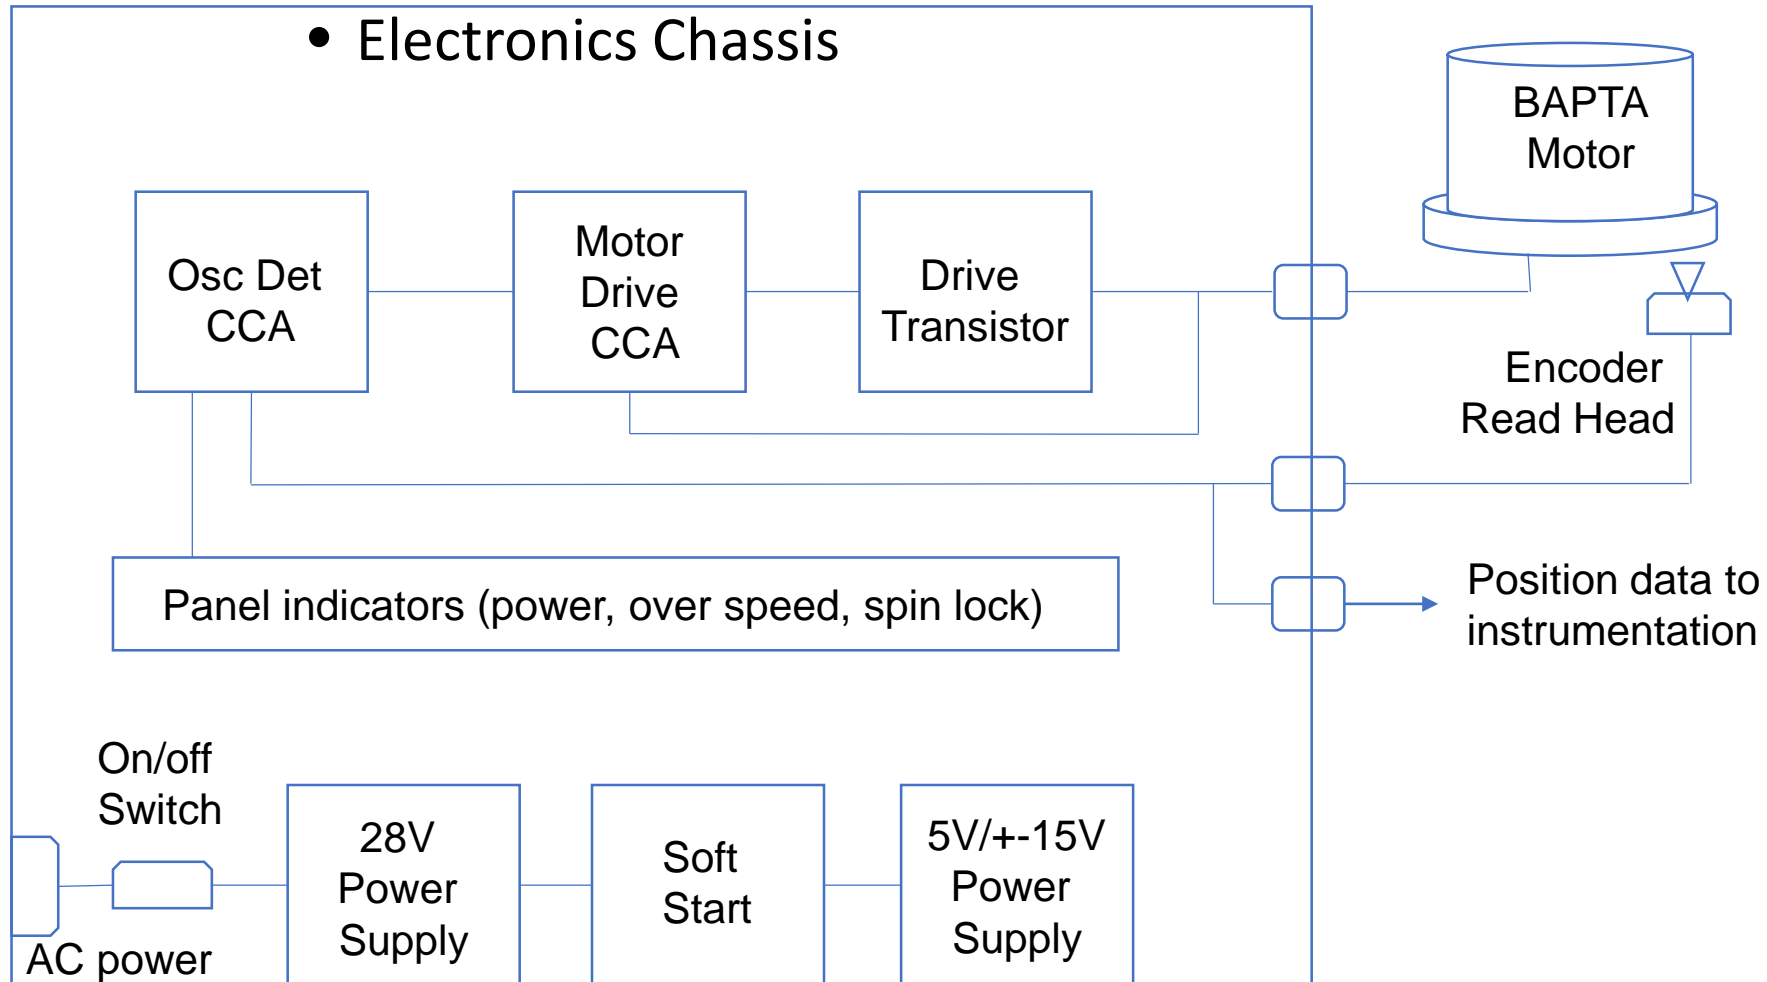 • Electronics Chassis
BAPTA
Motor
Osc Det
CCA
Motor
Drive
CCA
Drive
Transistor
Encoder
Read Head
Panel indicators (power, over speed, spin lock)
Position data to
instrumentation
On/off
Switch
28V
Power
Supply
Soft
Start
5V/+-15V
Power
Supply
AC power